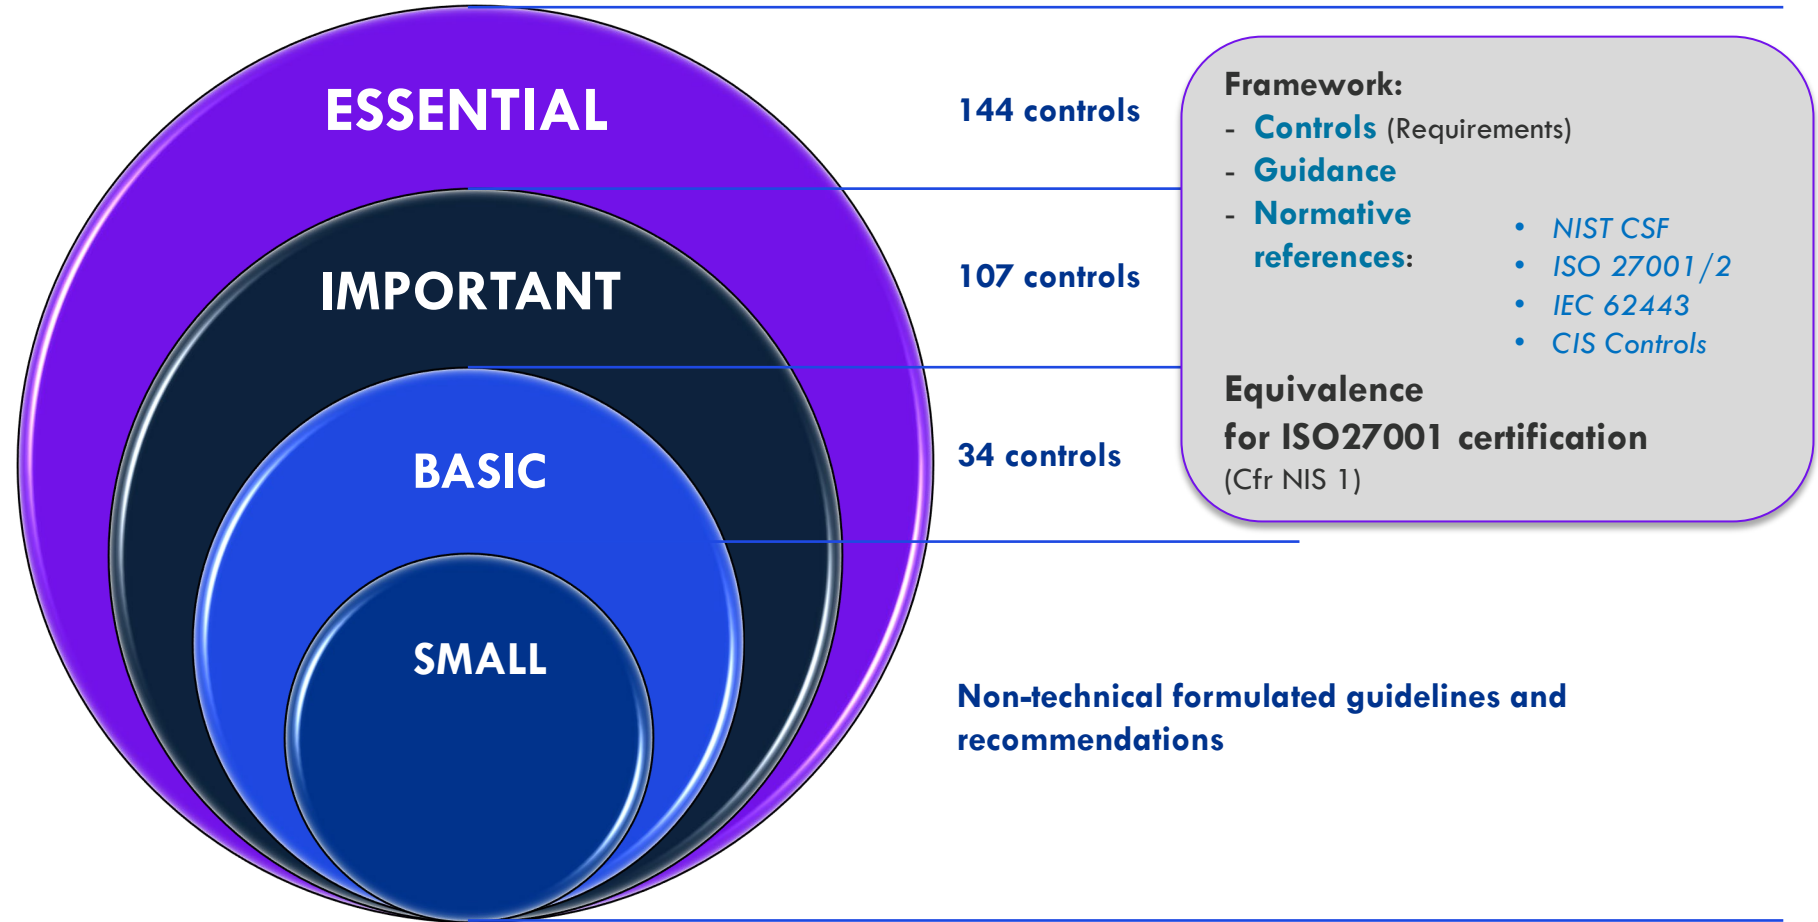 ESSENTIAL
144 controls
IMPORTANT
107 controls
BASIC
34 controls
SMALL
Non-technical formulated guidelines and
recommendations
Framework:
- Controls (Requirements)
- Guidance
- Normative
references:
• NIST CSF
• ISO 27001/2
• IEC 62443
• CIS Controls
Equivalence
for ISO27001 certification
(Cfr NIS 1)